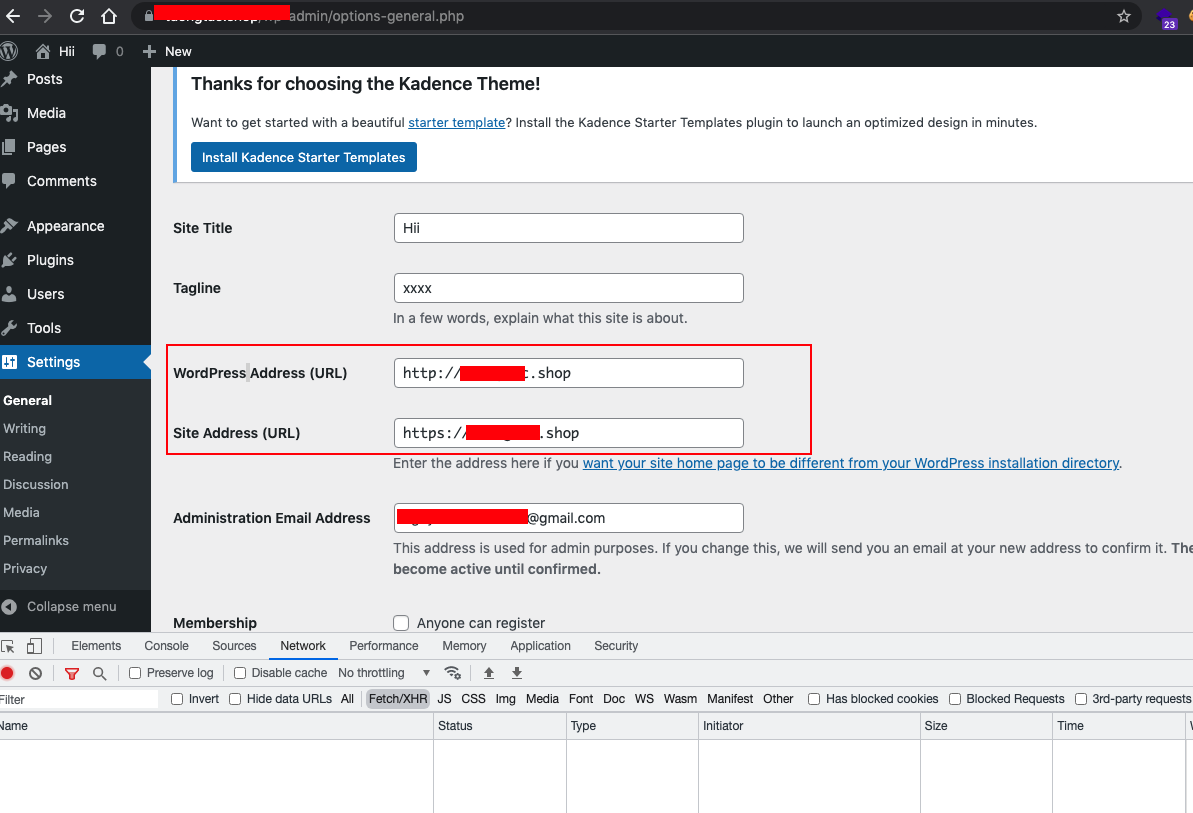 admin/options-general.php
23
Hii 0 New
Posts
Media
Pages
Comments
Appearance
Plugins
Users
Tools
Settings
General
Writing
Reading
Discussion
Media
Permalinks
Privacy
Collapse menu
Thanks for choosing the Kadence Theme!
Want to get started with a beautiful starter template? Install the Kadence Starter Templates plugin to launch an optimized design in minutes.
Install Kadence Starter Templates
Site Title Hii
Tagline xxxx
In a few words, explain what this site is about.
WordPress Address (URL) http:// .shop
Site Address (URL) https:// .shop
Enter the address here if you want your site home page to be different from your WordPress installation directory.
Administration Email Address @gmail.com
This address is used for admin purposes. If you change this, we will send you an email at your new address to confirm it. The
become active until confirmed.
Membership Anyone can register
Elements Console Sources Network Performance Memory Application Security
Preserve log Disable cache No throttling
Filter Invert Hide data URLs All Fetch/XHR JS CSS Img Media Font Doc WS Wasm Manifest Other Has blocked cookies Blocked Requests 3rd-party requests
Name Status Type Initiator Size Time